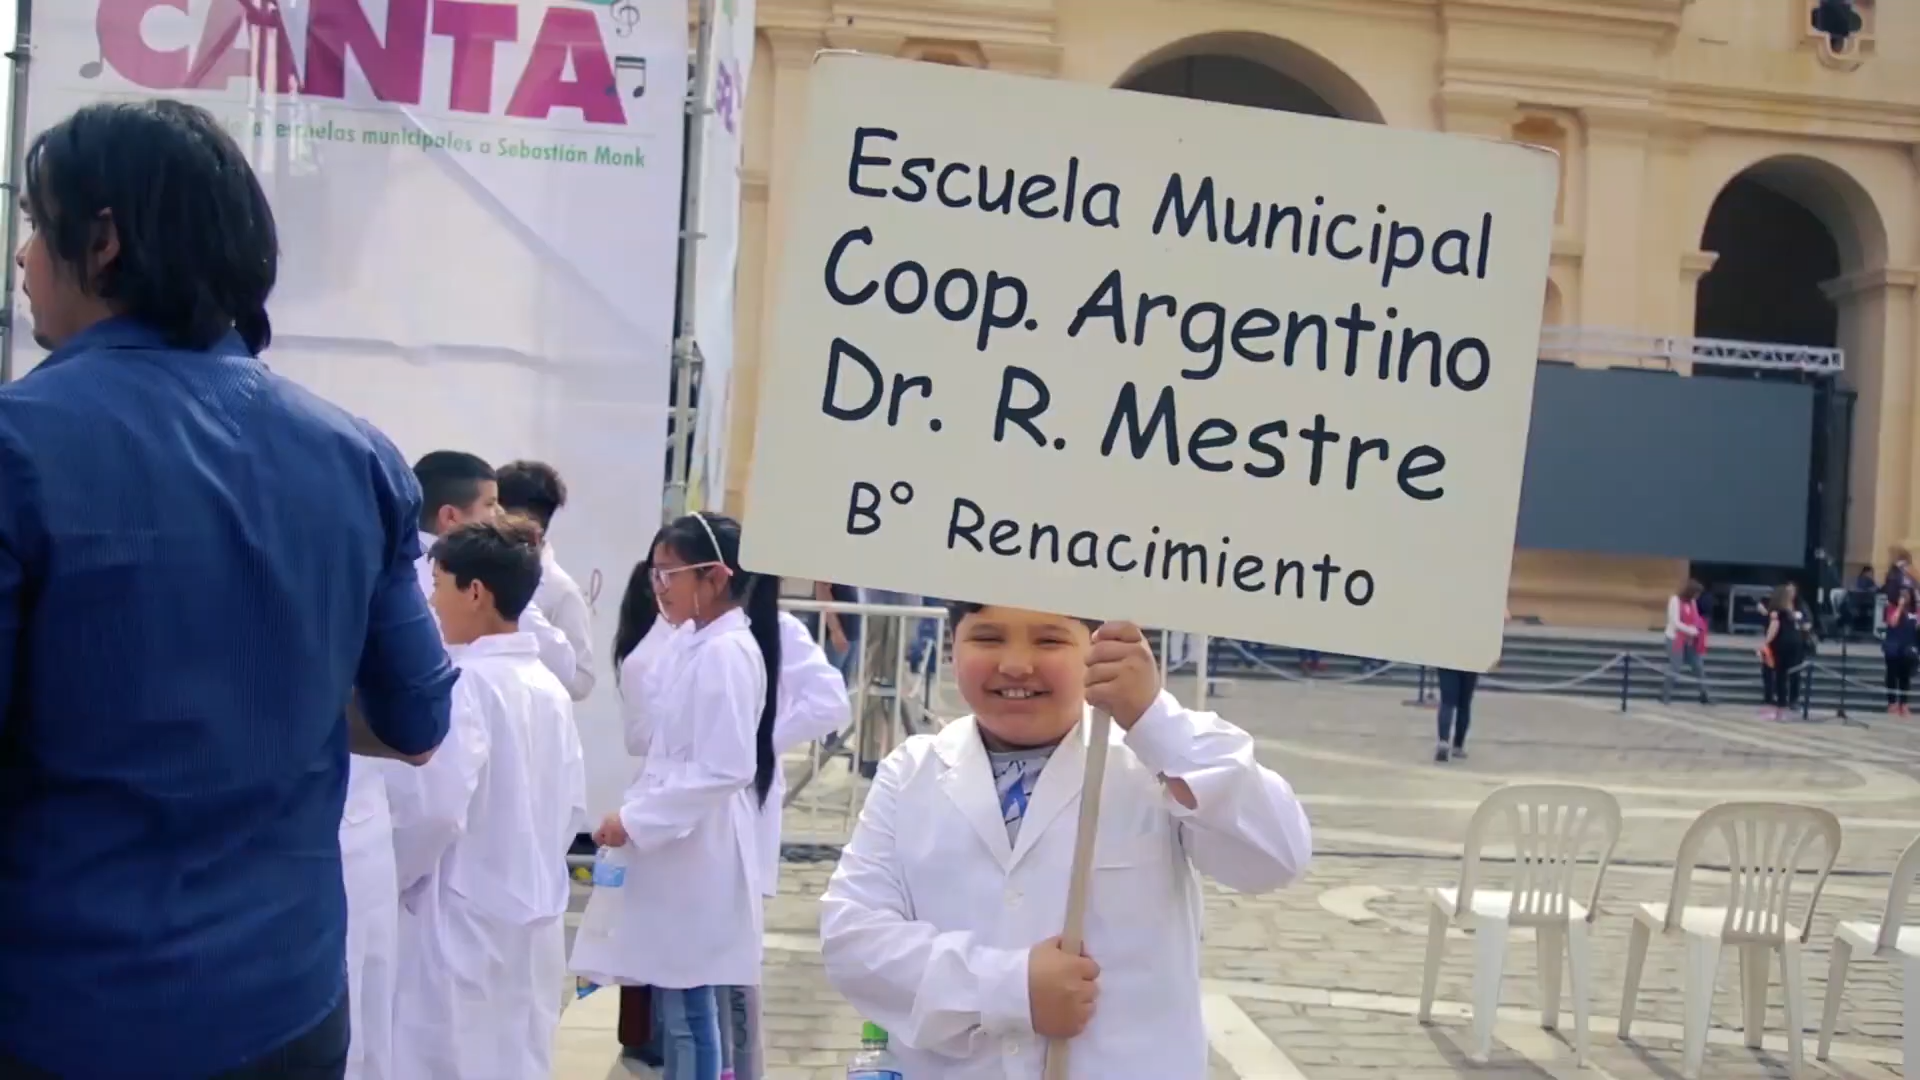 CANTA
escuelas municipales a Sebastián Monk
Escuela Municipal
Coop. Argentino
Dr. R. Mestre
B° Renacimiento